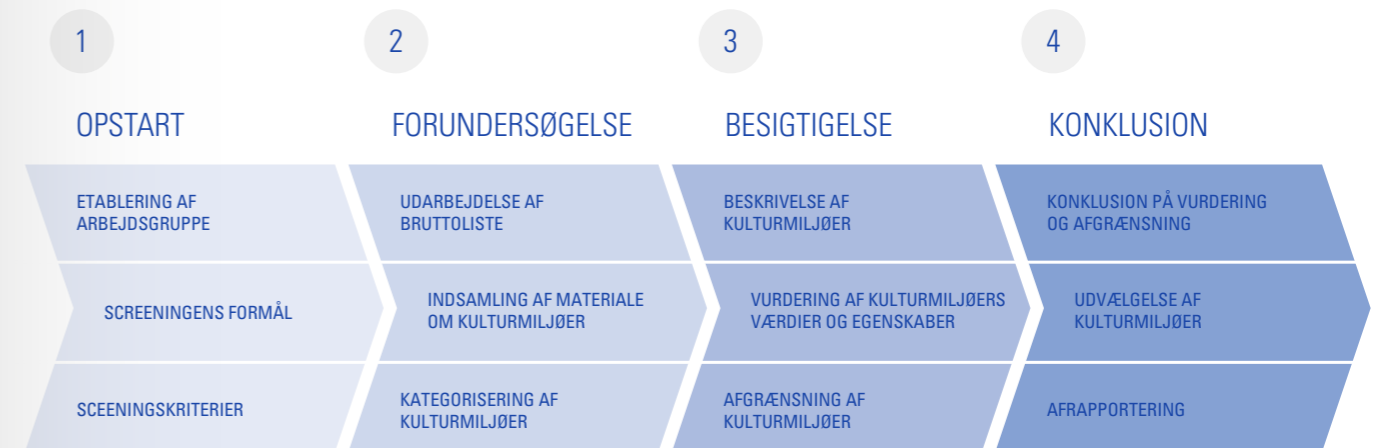 1
OPSTART
ETABLERING AF
ARBEJDSGRUPPE
SCREENINGENS FORMÅL
SCEENINGSKRITERIER
2
FORUNDERSØGELSE
UDARBEJDELSE AF
BRUTTOLISTE
INDSAMLING AF MATERIALE
OM KULTURMILJØER
KATEGORISERING AF
KULTURMILJØER
3
BESIGTIGELSE
BESKRIVELSE AF
KULTURMILJØER
VURDERING AF KULTURMILJØERS
VÆRDIER OG EGENSKABER
AFGRÆNSNING AF
KULTURMILJØER
4
KONKLUSION
KONKLUSION PÅ VURDERING
OG AFGRÆNSNING
UDVÆLGELSE AF
KULTURMILJØER
AFRAPPORTERING